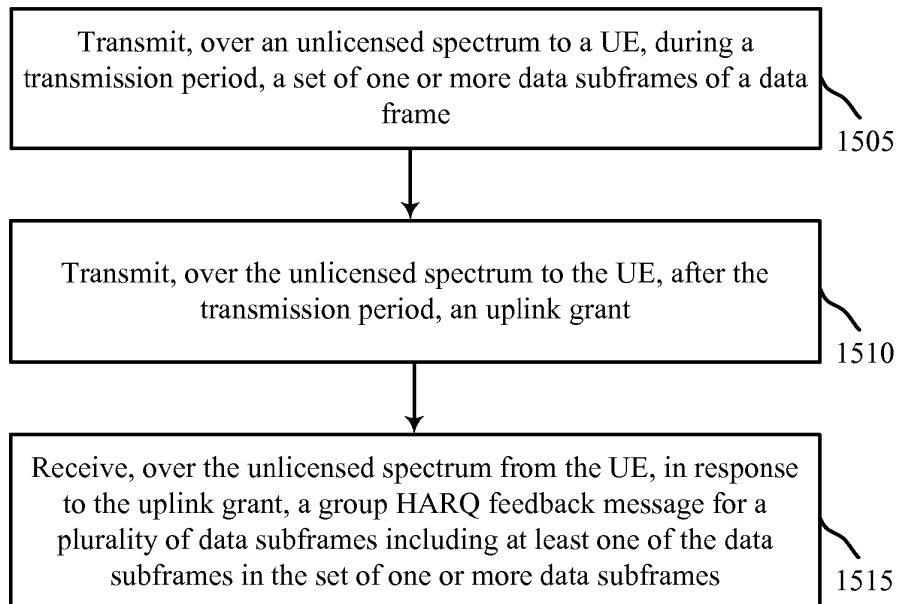 Transmit, over an unlicensed spectrum to a UE, during a
transmission period, a set of one or more data subframes of a data
frame
1505
Transmit, over the unlicensed spectrum to the UE, after the
transmission period, an uplink grant
1510
Receive, over the unlicensed spectrum from the UE, in response
to the uplink grant, a group HARQ feedback message for a
plurality of data subframes including at least one of the data
subframes in the set of one or more data subframes
1515